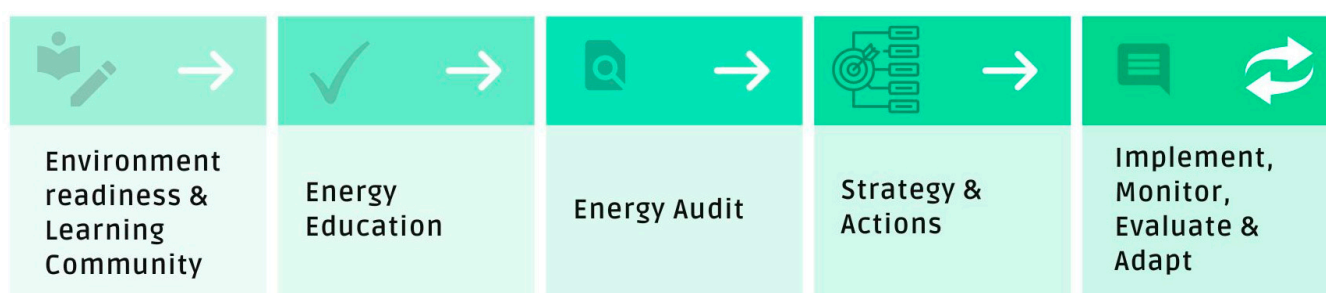 Environment
readiness &
Learning
Community
Energy
Education
Energy Audit
Strategy &
Actions
Implement,
Monitor,
Evaluate &
Adapt